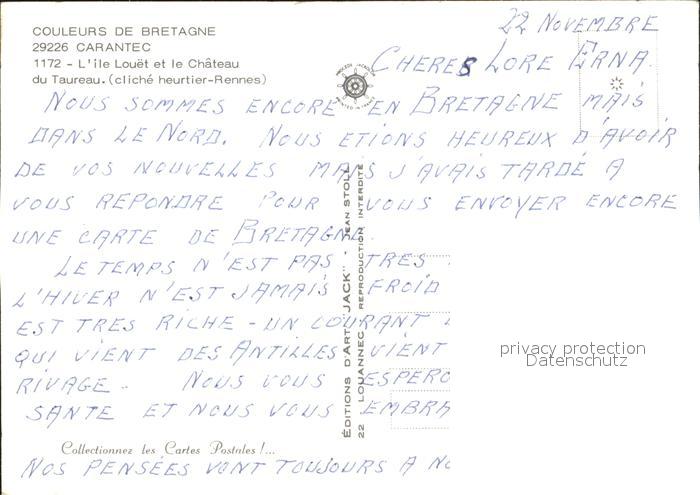 COULEURS DE BRETAGNE
29226 CARANTEC
1172 - L'île Louët et le Château
du Taureau. (cliché heurtier-Rennes)
22 NOVEMBRE
CHERES LORE ERNA.
NOUS SOMMES ENCORE EN BRETAGNE MAIS
DANS LE NORD. NOUS ETIONS HEUREUX D'AVOIR
DE VOS NOUVELLES MAIS J'AVAIS TARDÉ A
VOUS REPONDRE POUR VOUS ENVOYER ENCORE
UNE CARTE DE BRETAGNE.
LE TEMPS N'EST PAS TRES
L'HIVER N'EST JAMAIS FROID
EST TRES RICHE - UN COURANT
QUI VIENT DES ANTILLES VIENT
RIVAGE. NOUS VOUS ESPERO
SANTE ET NOUS VOUS EMBRA
Collectionnez les Cartes Postales !...
NOS PENSÉES VONT TOUJOURS A NO
ÉDITIONS D'ART "JACK" - JEAN STOLL
22 LOUANNEC REPRODUCTION INTERDITE
privacy protection
Datenschutz